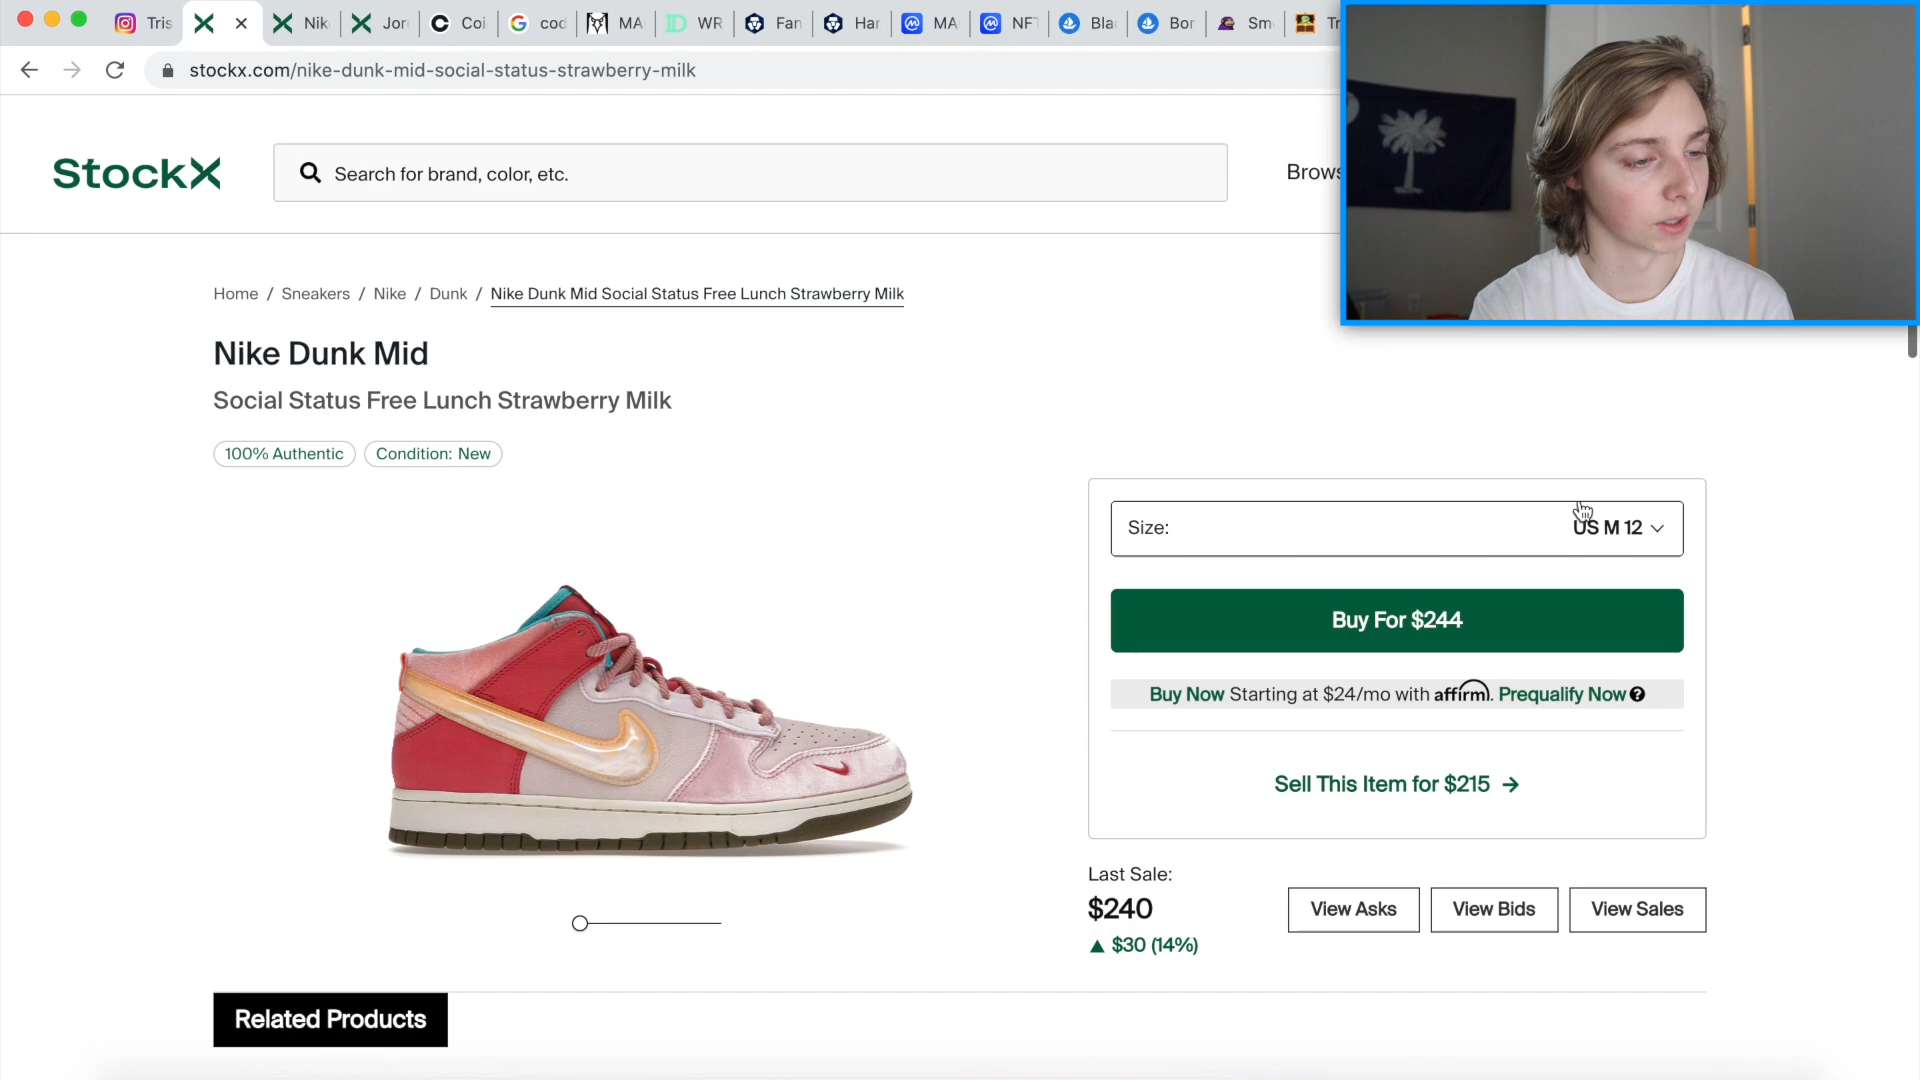 Tris
Nik
Jor
Coi
cod
MA
WR
Fan
Har
MA
NFT
Bla
Bor
Sm
Tr
stockx.com/nike-dunk-mid-social-status-strawberry-milk
StockX
Search for brand, color, etc.
Brows
Home / Sneakers / Nike / Dunk / Nike Dunk Mid Social Status Free Lunch Strawberry Milk
Nike Dunk Mid
Social Status Free Lunch Strawberry Milk
100% Authentic
Condition: New
Size: US M 12
Buy For $244
Buy Now Starting at $24/mo with affirm. Prequalify Now
Sell This Item for $215 →
Last Sale:
$240
▲ $30 (14%)
View Asks
View Bids
View Sales
Related Products